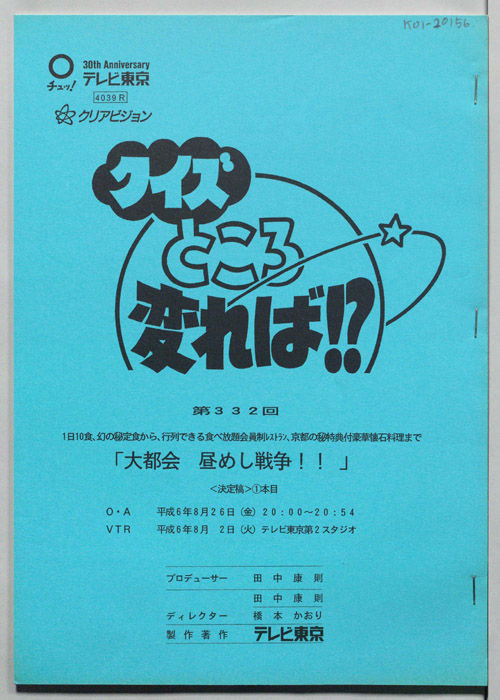 K01-20156
30th Anniversary
チュッ! テレビ東京
4039R
クリアビジョン
クイズ
ところ
変れば!?
第332回
1日10食、幻の㊙定食から、行列できる食べ放題会員制レストラン、京都の㊙特典付豪華懐石料理まで
「大都会 昼めし戦争!! 」
<決定稿>①本目
O・A 平成6年8月26日(金) 20:00~20:54
VTR 平成6年8月 2日(火) テレビ東京第2スタジオ
プロデューサー 田中康則
田中康則
ディレクター 橋本かおり
製作著作 テレビ東京